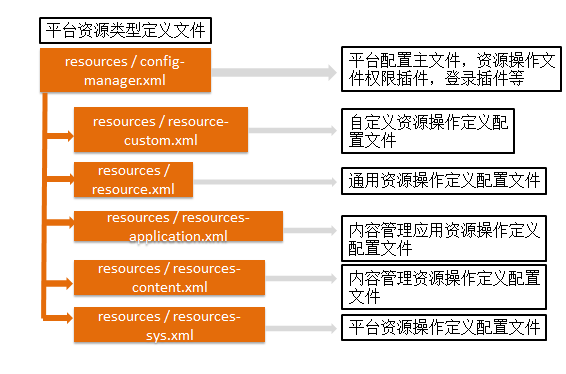 平台资源类型定义文件
resources / config-
manager.xml
平台配置主文件，资源操作文
件权限插件，登录插件等
resources / resource-
custom.xml
自定义资源操作定义配
置文件
resources /
resource.xml
通用资源操作定义配置文件
resources / resources-
application.xml
内容管理应用资源操作定义
配置文件
resources / resources-
content.xml
内容管理资源操作定义配置
文件
resources / resources-
sys.xml
平台资源操作定义配置文件